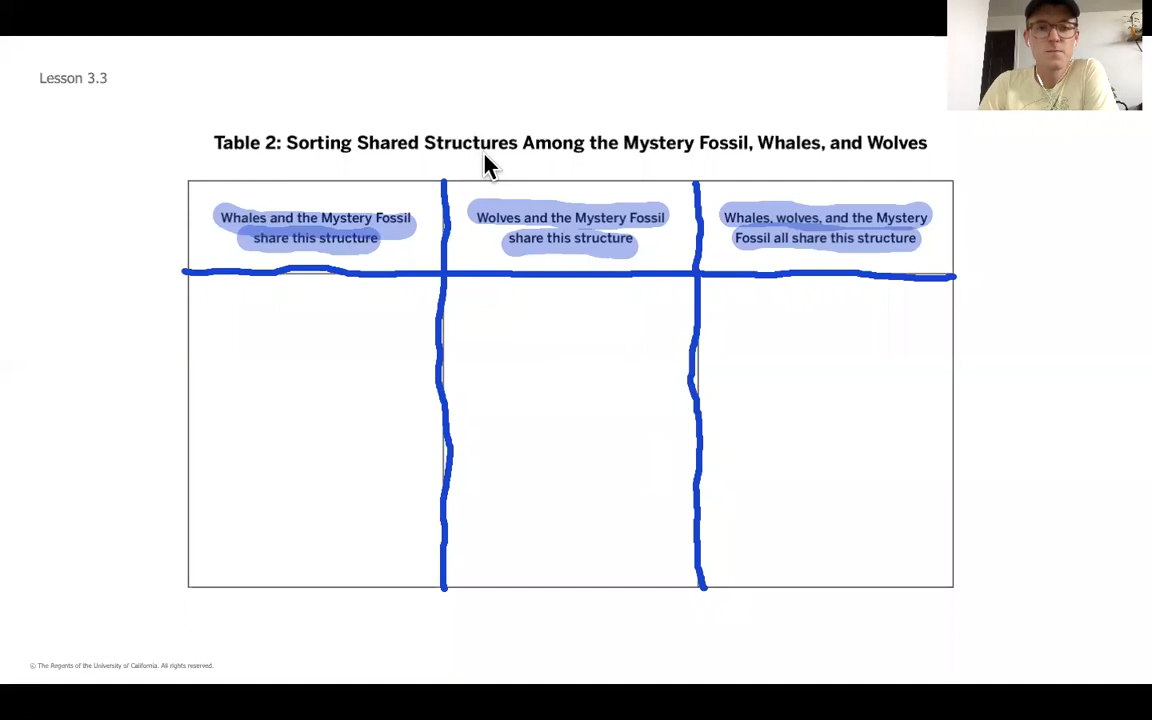 Lesson 3.3
Table 2: Sorting Shared Structures Among the Mystery Fossil, Whales, and Wolves
Whales and the Mystery Fossil
share this structure
Wolves and the Mystery Fossil
share this structure
Whales, wolves, and the Mystery
Fossil all share this structure
© The Regents of the University of California. All rights reserved.